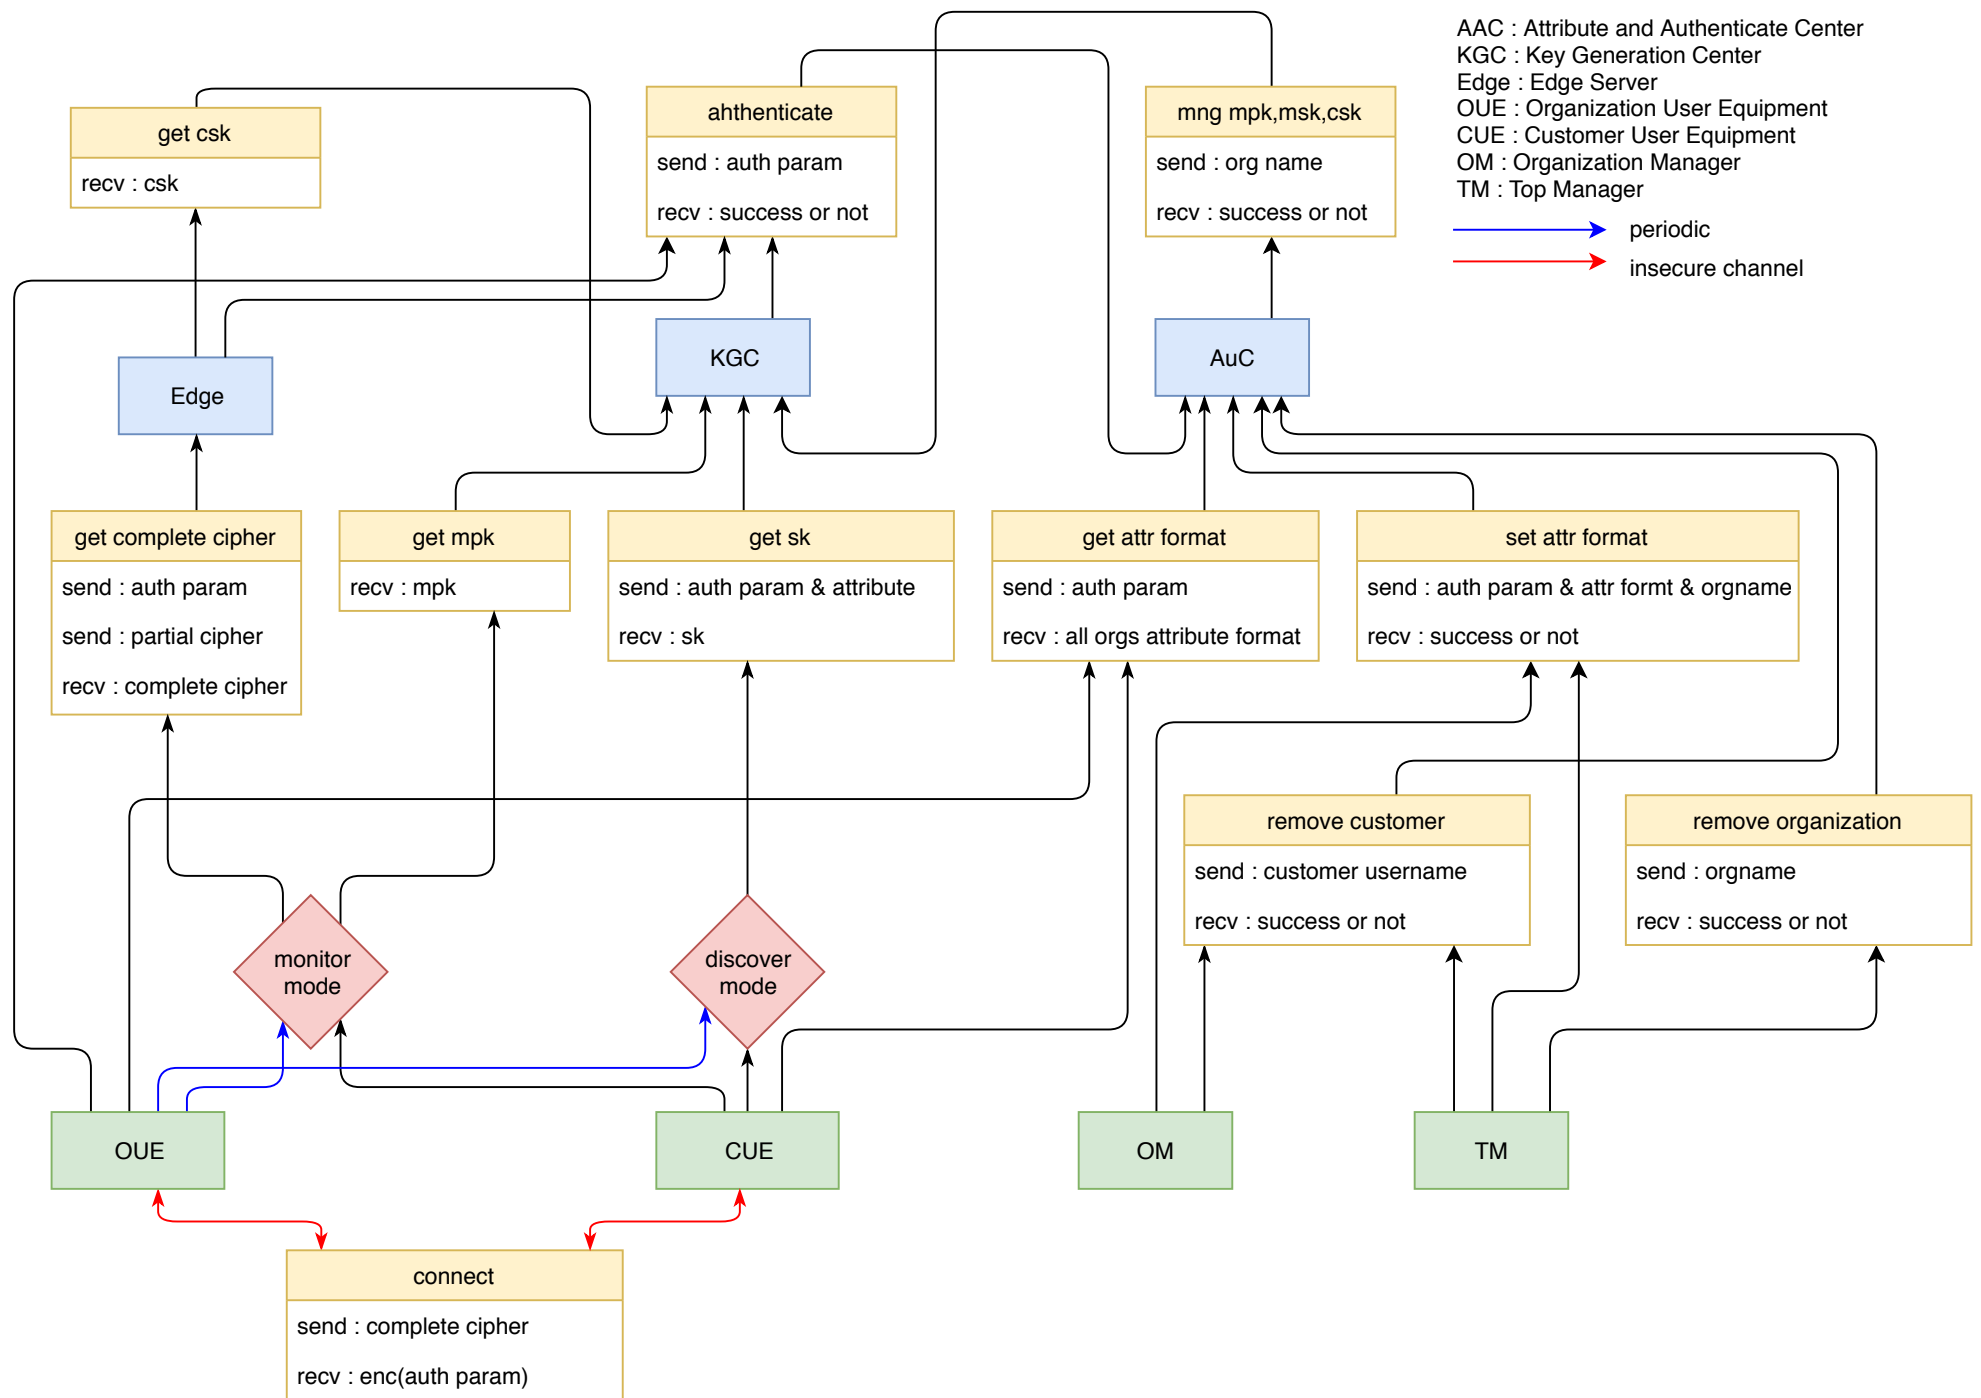 AAC : Attribute and Authenticate Center
KGC : Key Generation Center
Edge : Edge Server
OUE : Organization User Equipment
CUE : Customer User Equipment
OM : Organization Manager
TM : Top Manager
periodic
insecure channel
get csk
recv : csk
ahthenticate
send : auth param
recv : success or not
mng mpk,msk,csk
send : org name
recv : success or not
Edge
KGC
AuC
get complete cipher
send : auth param
send : partial cipher
recv : complete cipher
get mpk
recv : mpk
get sk
send : auth param & attribute
recv : sk
get attr format
send : auth param
recv : all orgs attribute format
set attr format
send : auth param & attr formt & orgname
recv : success or not
remove customer
send : customer username
recv : success or not
remove organization
send : orgname
recv : success or not
monitor
mode
discover
mode
OUE
CUE
OM
TM
connect
send : complete cipher
recv : enc(auth param)